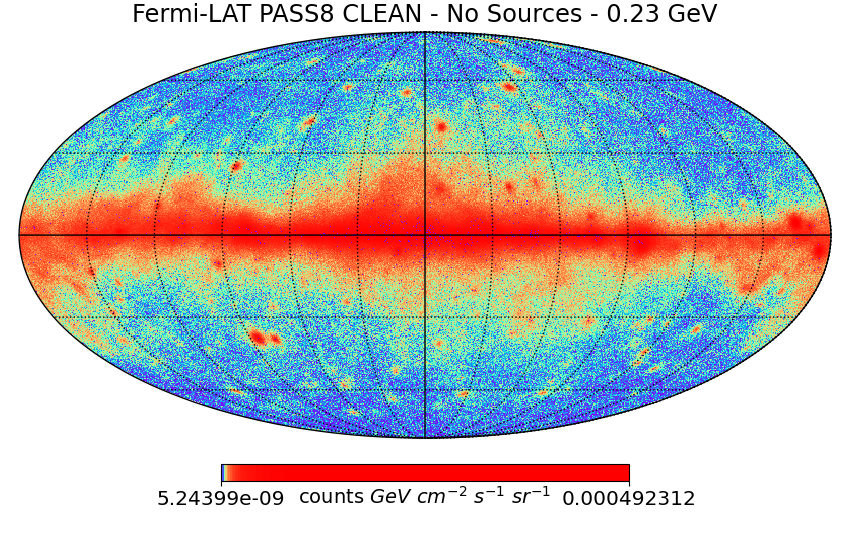 Fermi-LAT PASS8 CLEAN - No Sources - 0.23 GeV
5.24399e-09 counts GeV cm⁻² s⁻¹ sr⁻¹ 0.000492312